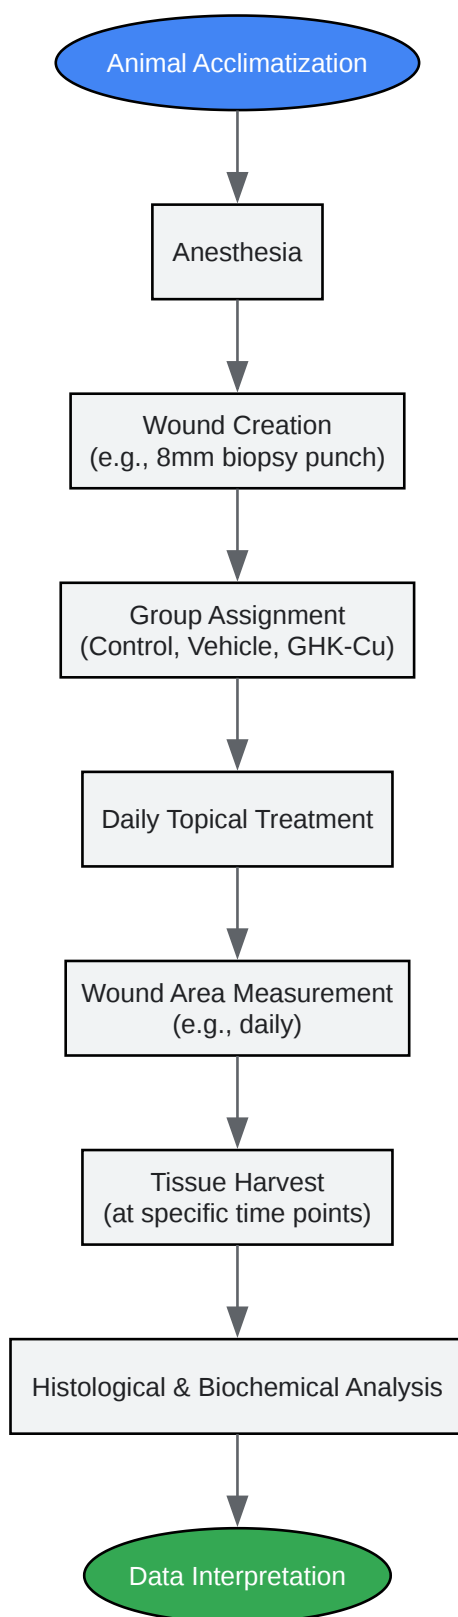 Animal Acclimatization
Anesthesia
Wound Creation
(e.g., 8mm biopsy punch)
Group Assignment
(Control, Vehicle, GHK-Cu)
Daily Topical Treatment
Wound Area Measurement
(e.g., daily)
Tissue Harvest
(at specific time points)
Histological & Biochemical Analysis
Data Interpretation